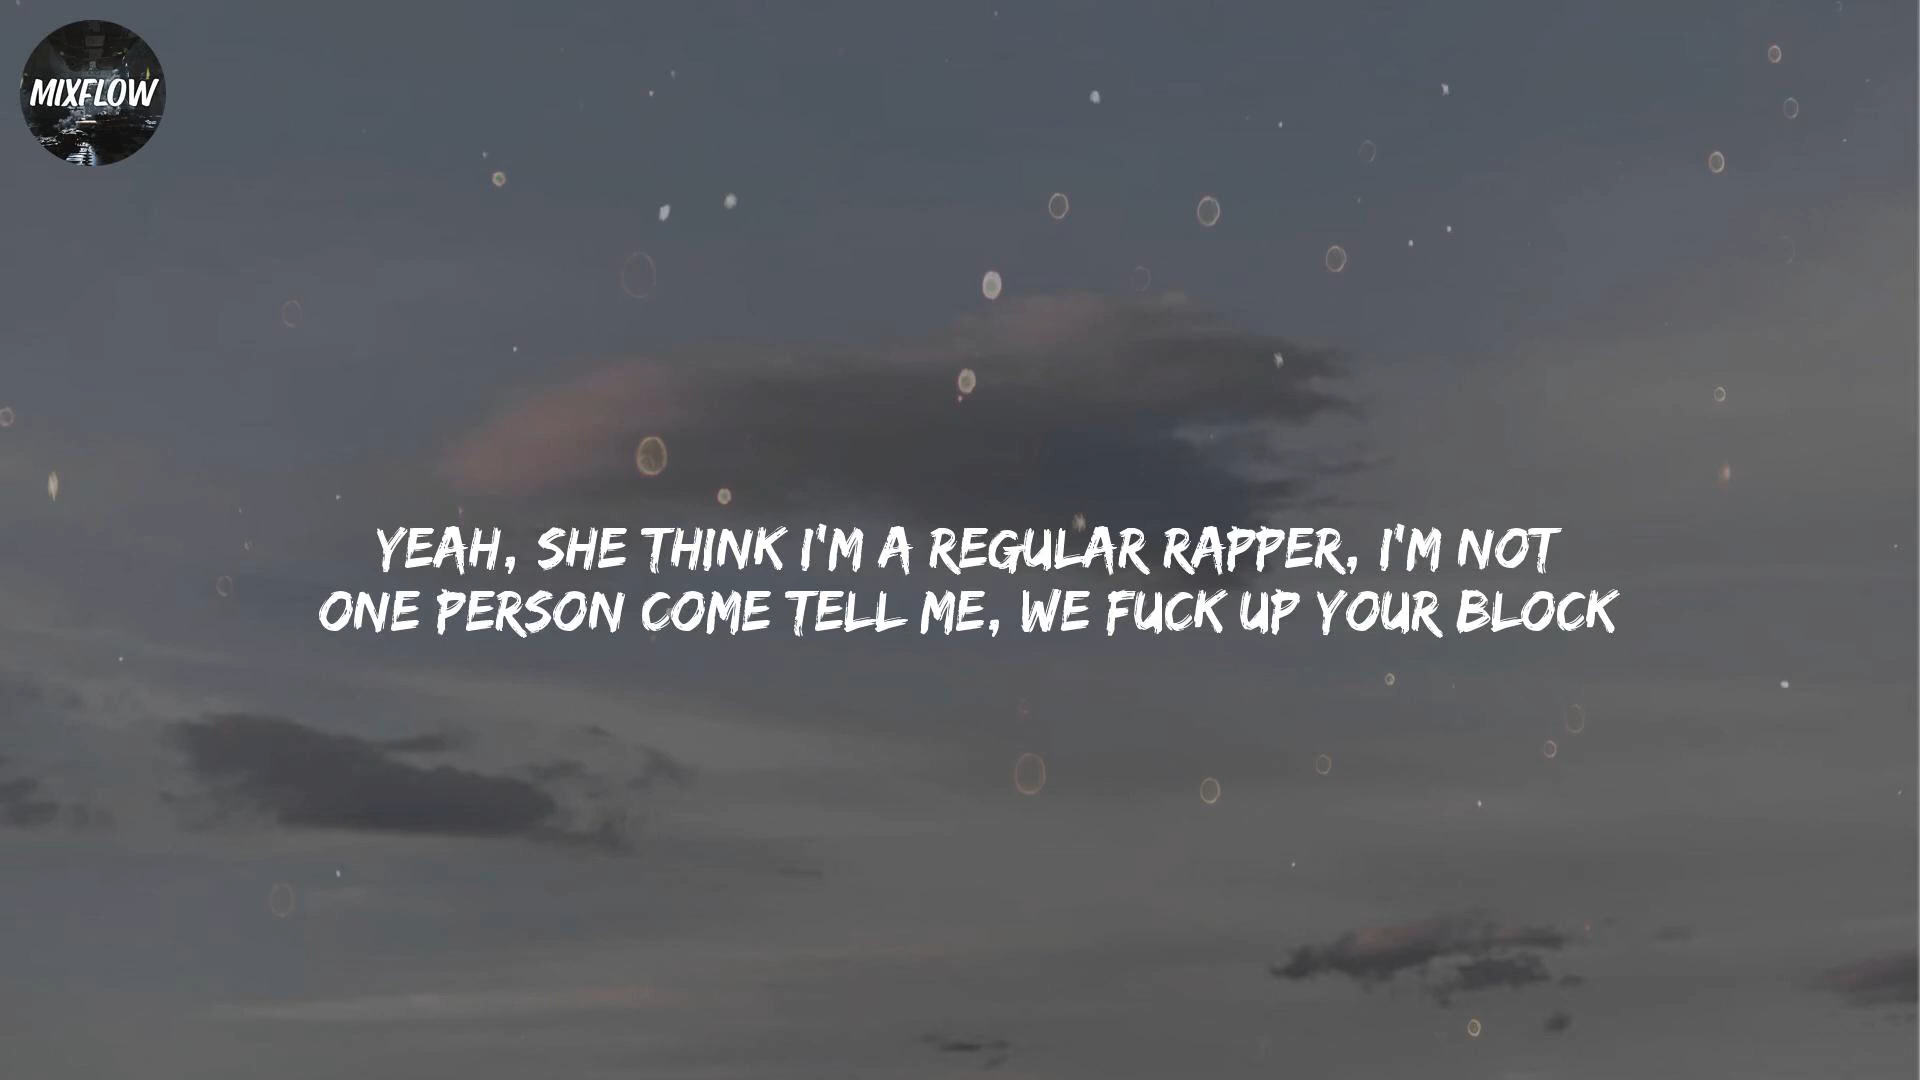 MIXFLOW
YEAH, SHE THINK I'M A REGULAR RAPPER, I'M NOT
ONE PERSON COME TELL ME, WE FUCK UP YOUR BLOCK